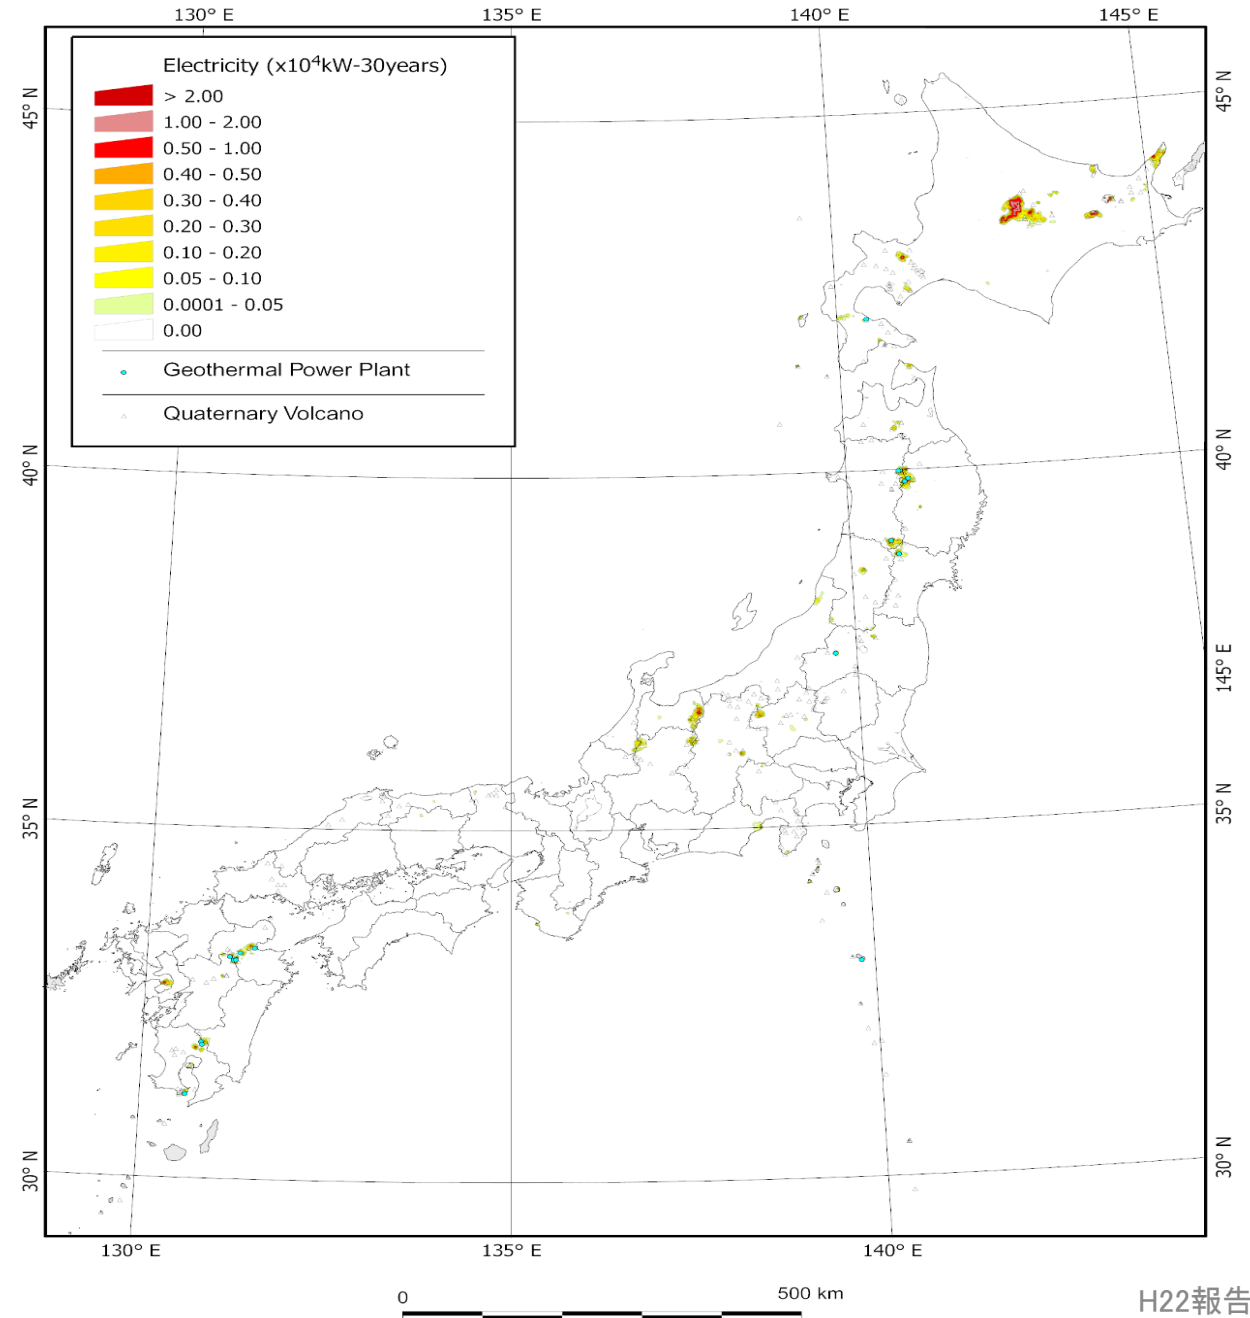 130° E 135° E 140° E 145° E
Electricity (x10⁴kW-30years)
> 2.00
1.00 - 2.00
0.50 - 1.00
0.40 - 0.50
0.30 - 0.40
0.20 - 0.30
0.10 - 0.20
0.05 - 0.10
0.0001 - 0.05
0.00
Geothermal Power Plant
Quaternary Volcano
45° N
45° N
40° N
40° N
145° E
35° N
35° N
30° N
30° N
130° E 135° E 140° E
0 500 km
H22報告